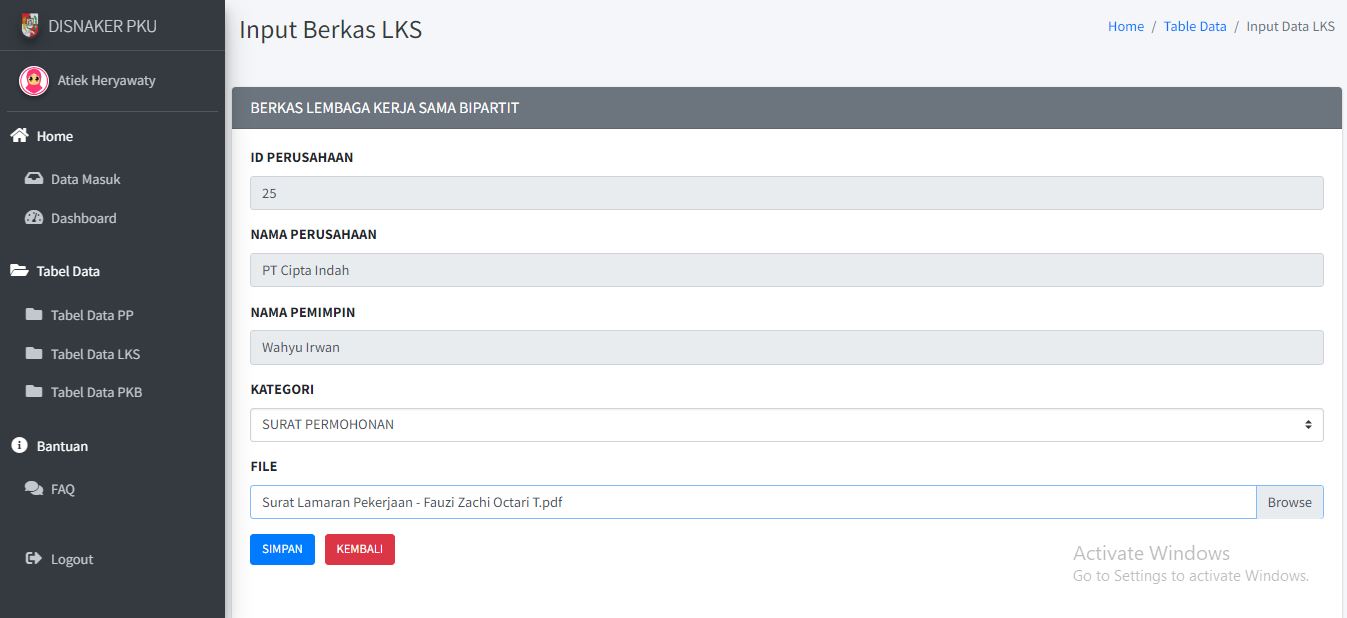 DISNAKER PKU
Atiek Heryawaty
Home
Data Masuk
Dashboard
Tabel Data
Tabel Data PP
Tabel Data LKS
Tabel Data PKB
Bantuan
FAQ
Logout
Input Berkas LKS
Home / Table Data / Input Data LKS
BERKAS LEMBAGA KERJA SAMA BIPARTIT
ID PERUSAHAAN
25
NAMA PERUSAHAAN
PT Cipta Indah
NAMA PEMIMPIN
Wahyu Irwan
KATEGORI
SURAT PERMOHONAN
FILE
Surat Lamaran Pekerjaan - Fauzi Zachi Octari T.pdf Browse
SIMPAN KEMBALI
Activate Windows
Go to Settings to activate Windows.